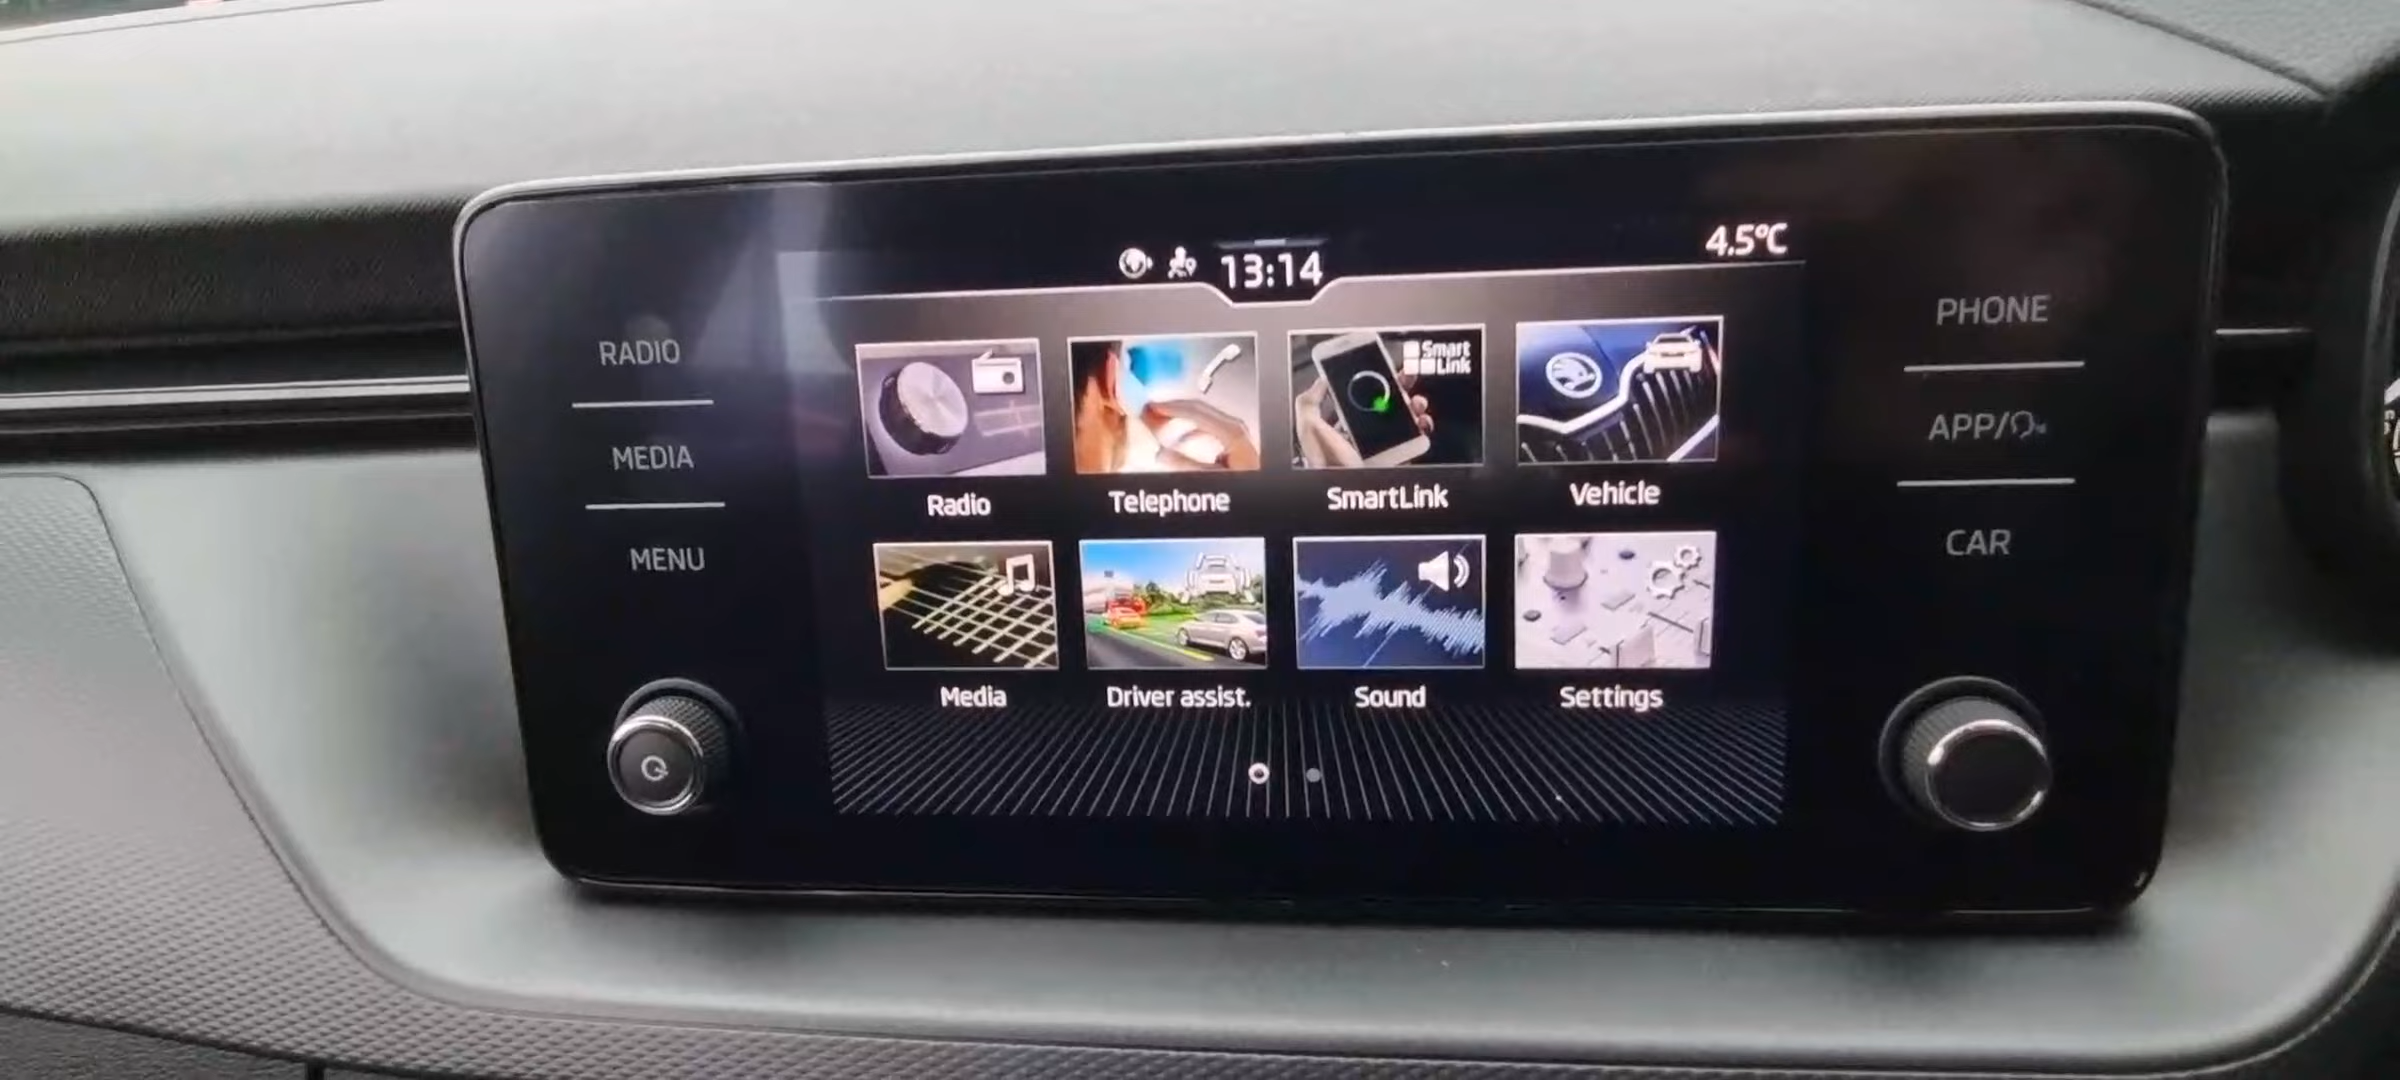 13:14
4.5°C
RADIO
MEDIA
MENU
Smart
Link
Radio
Telephone
SmartLink
Vehicle
Media
Driver assist.
Sound
Settings
PHONE
APP/
CAR